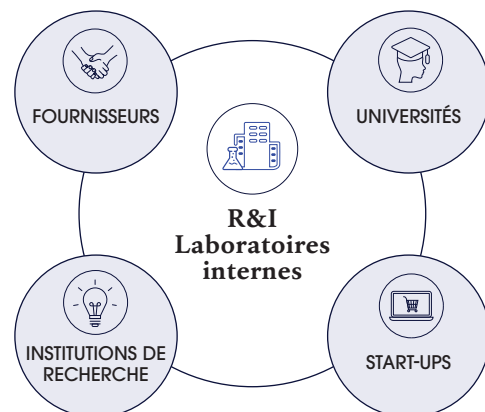 FOURNISSEURS
UNIVERSITÉS
R&I
Laboratoires
internes
INSTITUTIONS DE
RECHERCHE
START-UPS